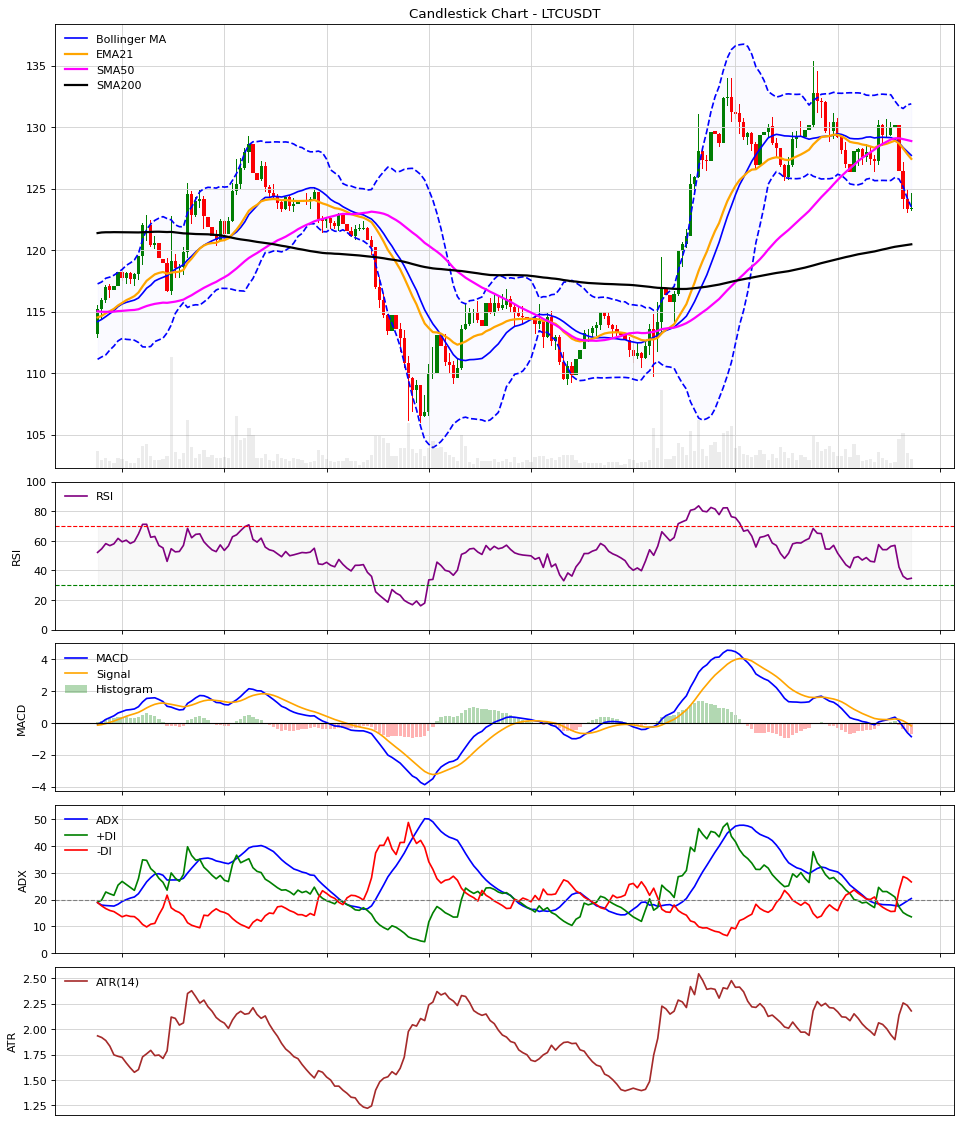 Candlestick Chart - LTCUSDT
Bollinger MA
EMA21
SMA50
SMA200
135
130
125
120
115
110
105
RSI
RSI
100
80
60
40
20
0
MACD
Signal
Histogram
MACD
4
2
0
−2
−4
ADX
+DI
-DI
ADX
50
40
30
20
10
0
ATR(14)
ATR
2.50
2.25
2.00
1.75
1.50
1.25